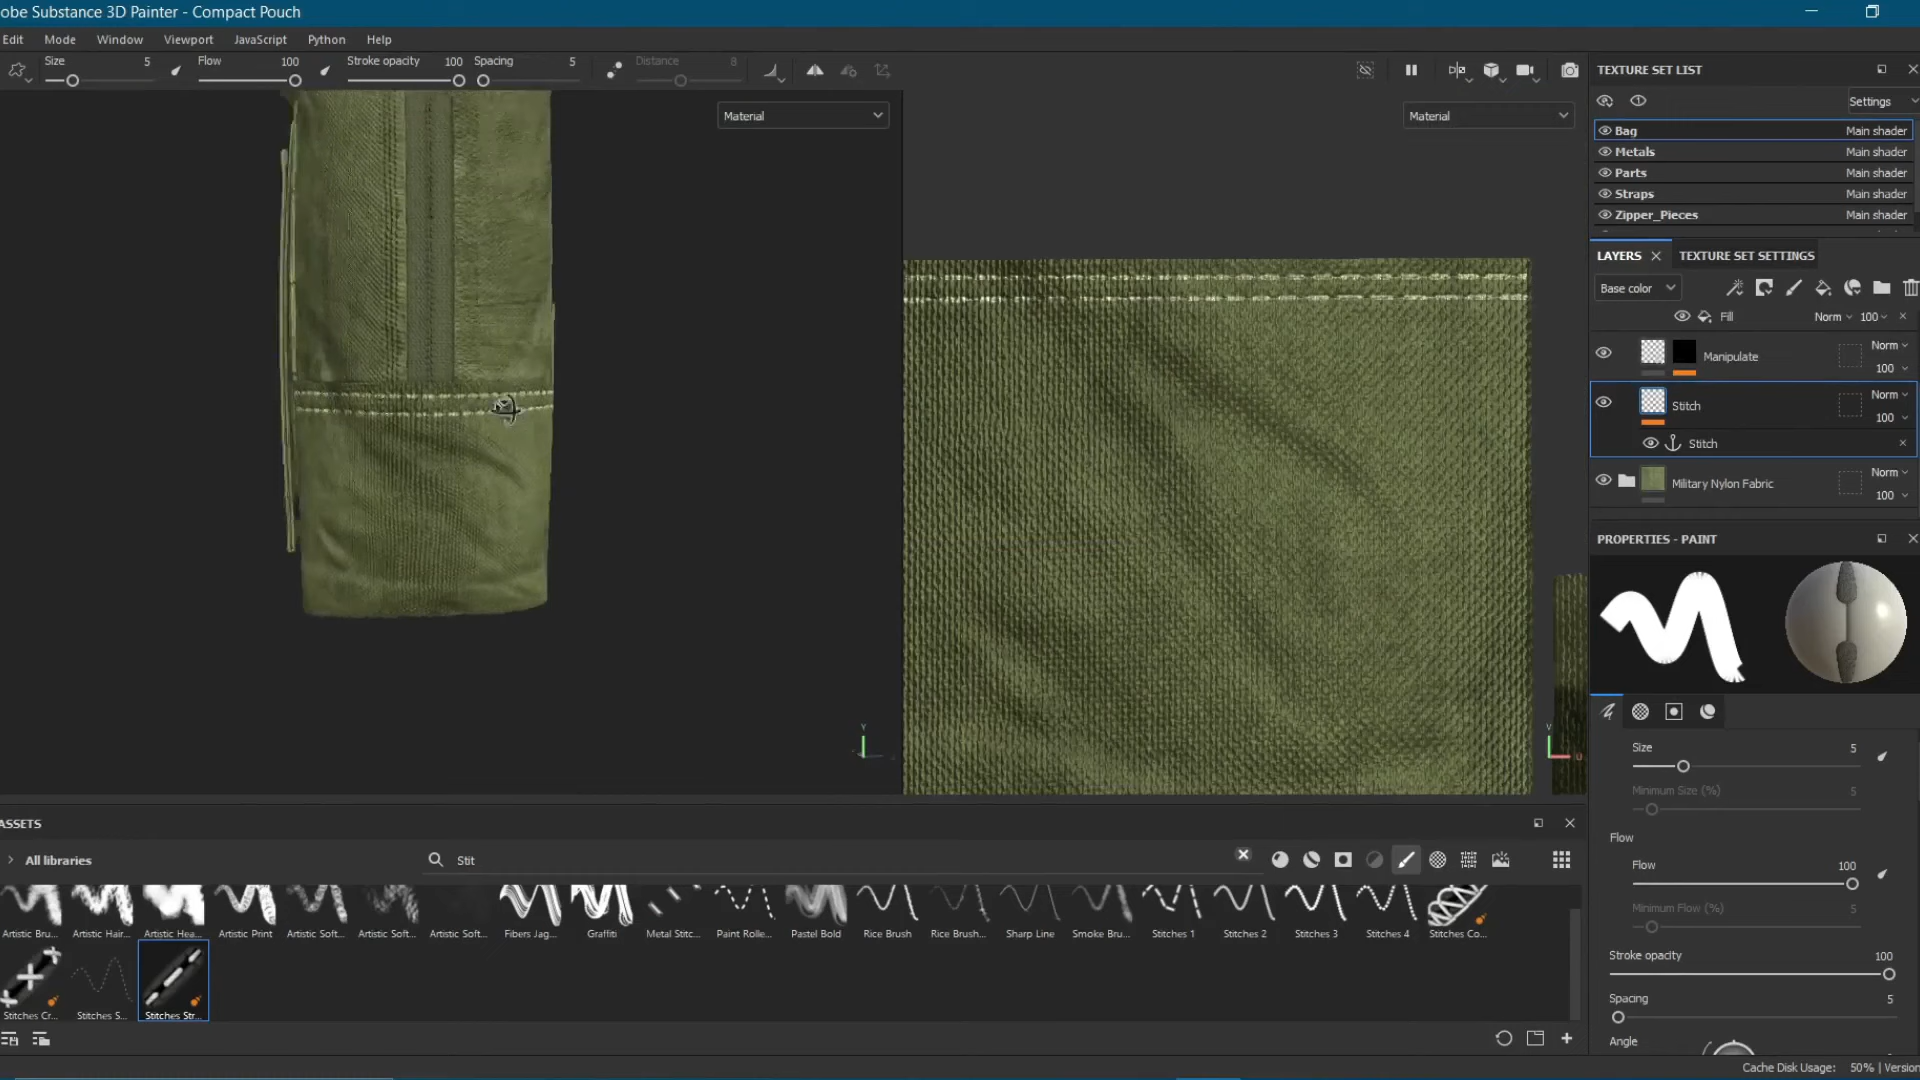 obe Substance 3D Painter - Compact Pouch
Edit Mode Window Viewport JavaScript Python Help
Size 5 Flow 100 Stroke opacity 100 Spacing 5 Distance 8
Material
Material
TEXTURE SET LIST
Settings
Bag Main shader
Metals Main shader
Parts Main shader
Straps Main shader
Zipper_Pieces Main shader
LAYERS TEXTURE SET SETTINGS
Base color
Fill Norm 100
Manipulate Norm 100
Stitch Norm 100
Stitch
Military Nylon Fabric Norm 100
PROPERTIES - PAINT
Size 5
Minimum Size (%) 5
Flow
Flow 100
Minimum Flow (%) 5
Stroke opacity 100
Spacing 5
Angle
Y
V
U
ASSETS
All libraries
Stit
Artistic Bru... Artistic Hair... Artistic Hea... Artistic Print Artistic Soft... Artistic Soft... Artistic Soft... Fibers Jag... Graffiti Metal Stitc... Paint Rolle... Pastel Bold Rice Brush Rice Brush... Sharp Line Smoke Bru... Stitches 1 Stitches 2 Stitches 3 Stitches 4 Stitches Co...
Stitches Cr... Stitches S... Stitches Str...
Cache Disk Usage: 50% | Version